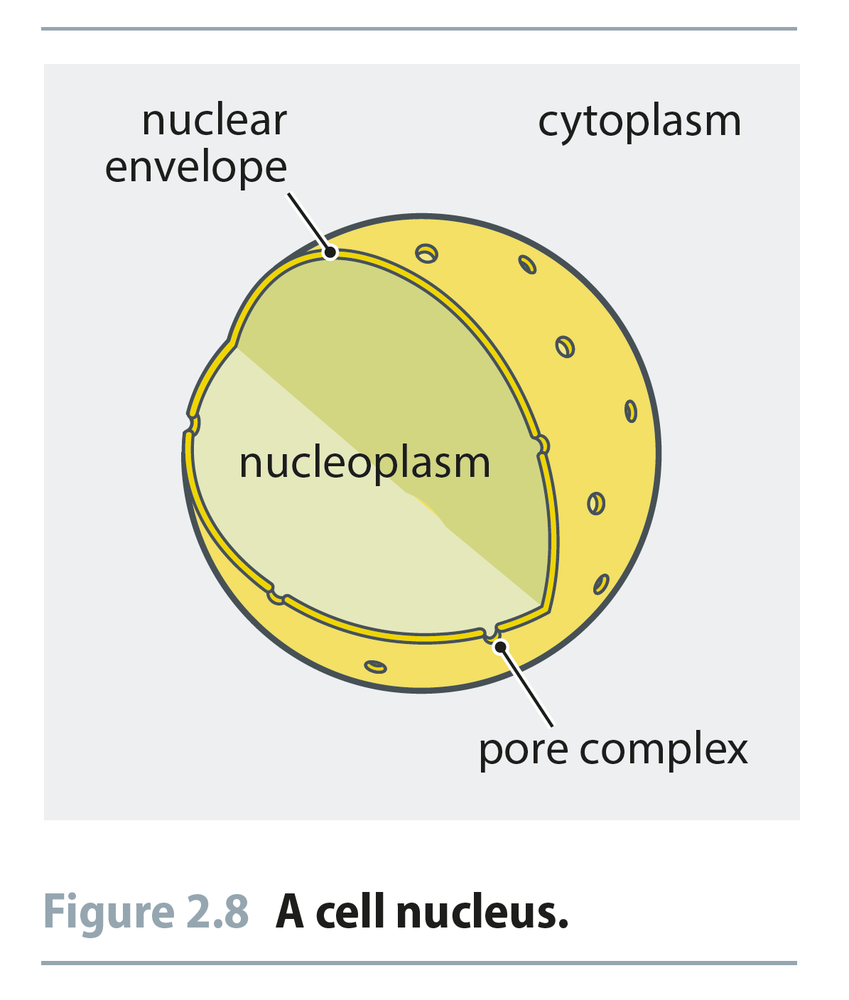 nuclear
envelope
cytoplasm
nucleoplasm
pore complex
Figure 2.8 A cell nucleus.